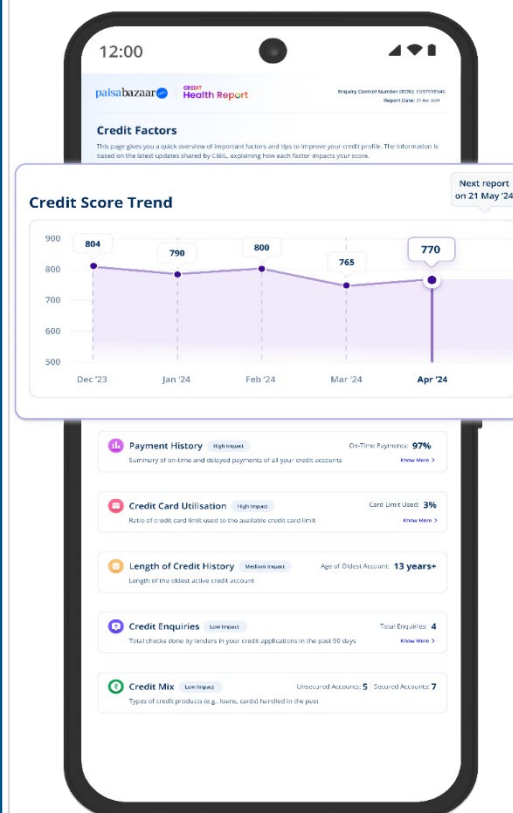 12:00
paisabazaar
CREDIT
Health Report
Enquiry Control Number (ECN):
Report Date: 21 Apr 2024
Credit Factors
This page gives you a quick overview of important factors and tips to improve your credit profile. The information is
based on the latest updates shared by CIBIL, explaining how each factor impacts your score.
Next report
on 21 May '24
Credit Score Trend
900
804
790
800
765
770
800
700
600
500
Dec '23
Jan '24
Feb '24
Mar '24
Apr '24
Payment History
High Impact
On-Time Payments: 97%
Summary of on-time and delayed payments of all your credit accounts
Know More >
Credit Card Utilisation
High Impact
Card Limit Used: 3%
Ratio of credit card limit used to the available credit card limit
Know More >
Length of Credit History
Medium Impact
Age of Oldest Account: 13 years+
Length of the oldest active credit account
Credit Enquiries
Low Impact
Total Enquiries: 4
Total checks done by lenders in your credit applications in the past 90 days
Know More >
Credit Mix
Low Impact
Unsecured Accounts: 5 Secured Accounts: 7
Types of credit products (e.g., loans, cards) handled in the past